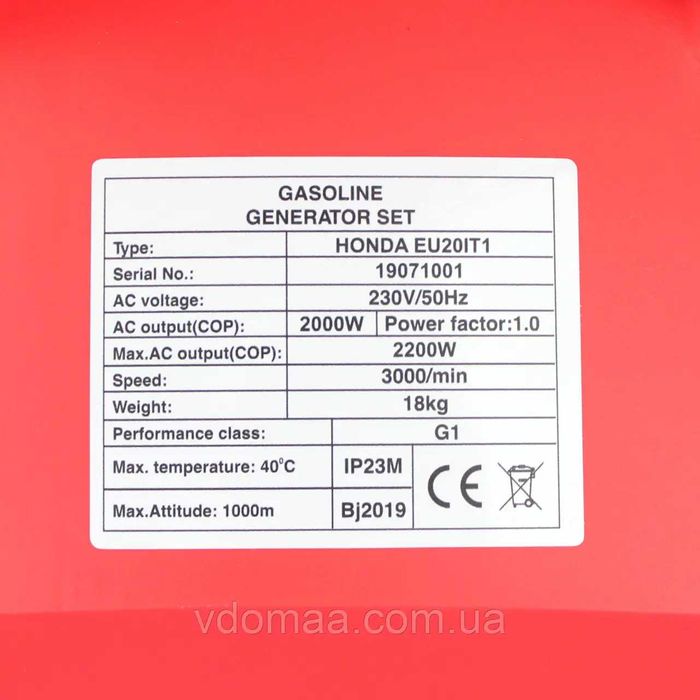 GASOLINE
GENERATOR SET
Type: HONDA EU20IT1
Serial No.: 19071001
AC voltage: 230V/50Hz
AC output(COP): 2000W Power factor:1.0
Max.AC output(COP): 2200W
Speed: 3000/min
Weight: 18kg
Performance class: G1
Max. temperature: 40°C IP23M
CE
Max.Attitude: 1000m Bj2019
vdomaa.com.ua